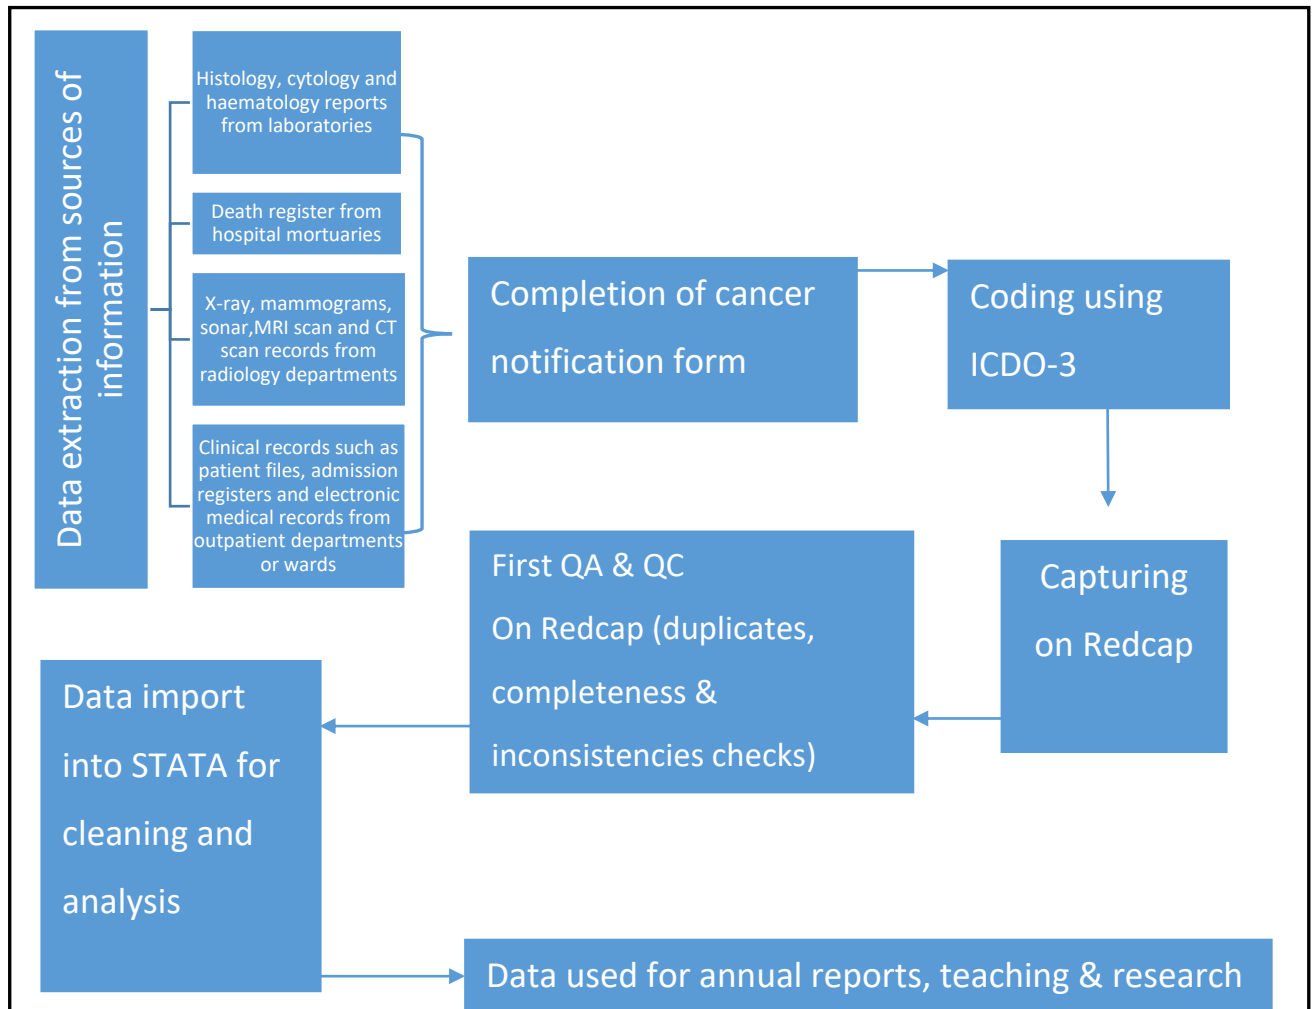 Data extraction from sources of
information
Histology, cytology and
haematology reports
from laboratories
Death register from
hospital mortuaries
X-ray, mammograms,
sonar,MRI scan and CT
scan records from
radiology departments
Clinical records such as
patient files, admission
registers and electronic
medical records from
outpatient departments
or wards
Completion of cancer
notification form
Coding using
ICDO-3
Capturing
on Redcap
First QA & QC
On Redcap (duplicates,
completeness &
inconsistencies checks)
Data import
into STATA for
cleaning and
analysis
Data used for annual reports, teaching & research